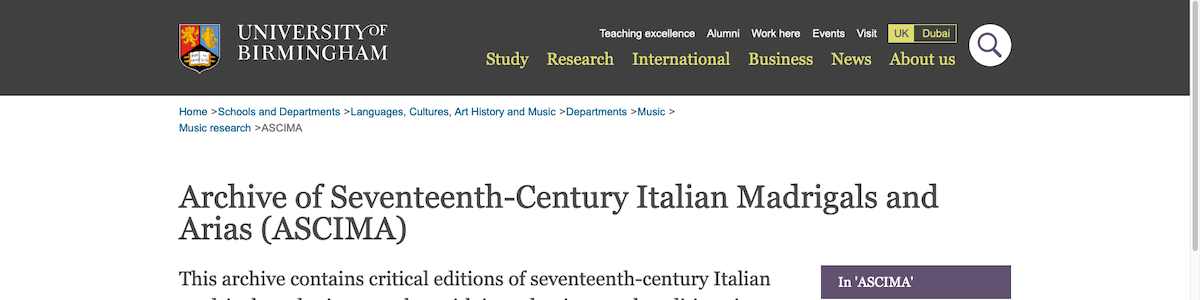 UNIVERSITY OF
BIRMINGHAM
Teaching excellence Alumni Work here Events Visit UK Dubai
Study Research International Business News About us
Home >Schools and Departments >Languages, Cultures, Art History and Music >Departments >Music >
Music research >ASCIMA
Archive of Seventeenth-Century Italian Madrigals and
Arias (ASCIMA)
This archive contains critical editions of seventeenth-century Italian
In 'ASCIMA'